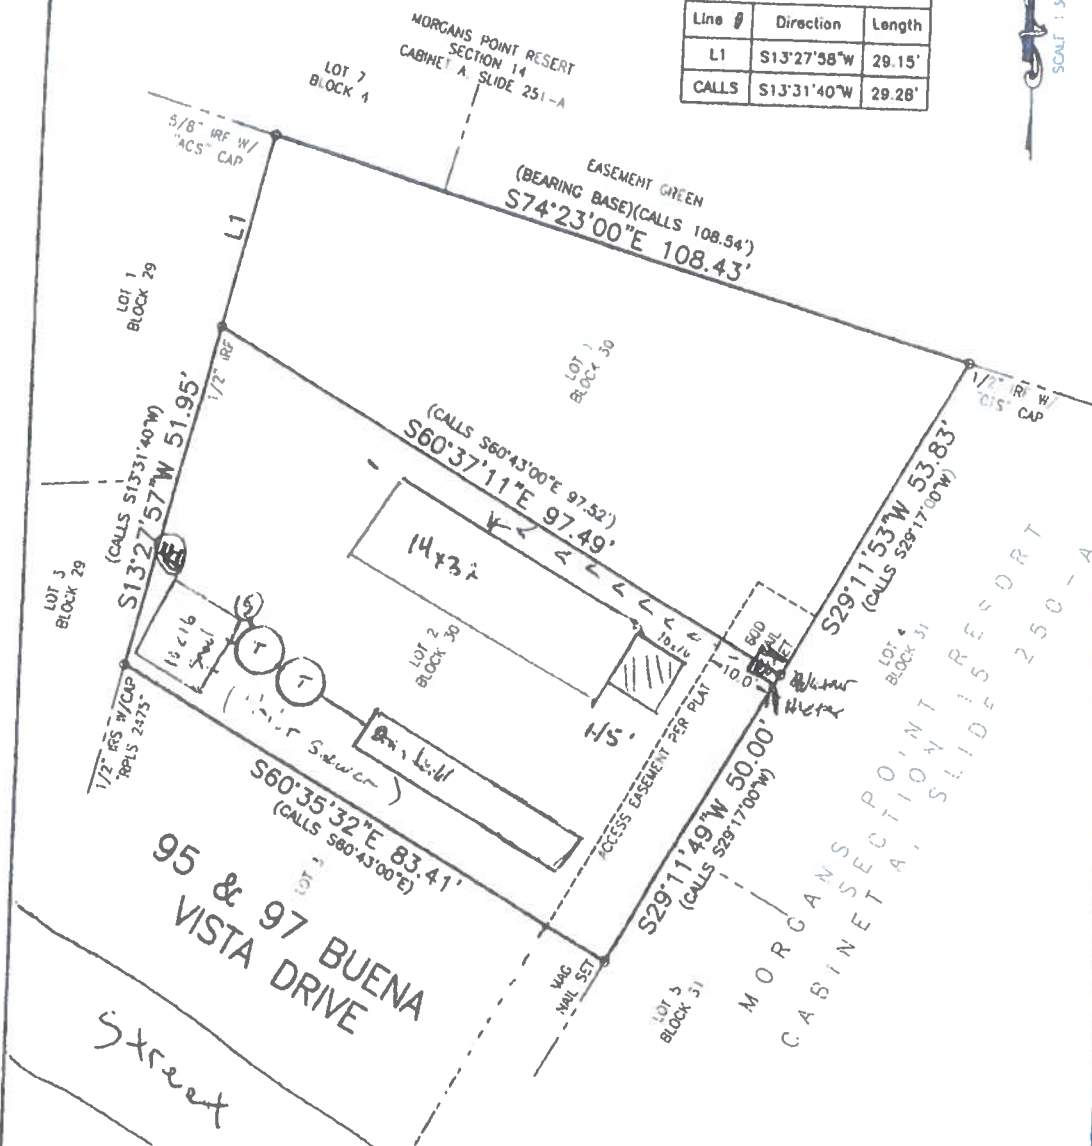 Line # Direction Length
L1 S13°27'58"W 29.15'
CALLS S13°31'40"W 29.28'
MORGANS POINT RESERT
SECTION 14
CABINET A, SLIDE 251-A
LOT 7
BLOCK 4
5/8" IRF W/
"ACS" CAP
EASEMENT GREEN
(BEARING BASE)(CALLS 108.54')
S74°23'00"E 108.43'
L1
LOT 1
BLOCK 29
1/2" IRF
LOT 1
BLOCK 30
1/2" IRF W/
CAP
(CALLS S60°43'00"E 97.52')
S60°37'11"E 97.49'
(CALLS S13°31'40"W)
S13°27'57"W 51.95'
S29°11'53"W 53.83'
(CALLS S29°17'00"W)
LOT 3
BLOCK 29
14x32
10x16
(S)
T
T
LOT 2
BLOCK 30
10x10
60D
NAIL
SET
10.0'
Water
Meter
LOT 4
BLOCK 31
15'
ACCESS EASEMENT PER PLAT
1/2" IRS W/CAP
"RPLS 2475"
S60°35'32"E 83.41'
(CALLS S60°43'00"E)
S29°11'49"W 50.00'
(CALLS S29°17'00"W)
LOT 3
95 & 97 BUENA
VISTA DRIVE
MAG
NAIL SET
LOT 5
BLOCK 31
MORGANS POINT RESORT
SECTION 15
CABINET A, SLIDE 250-A
Street